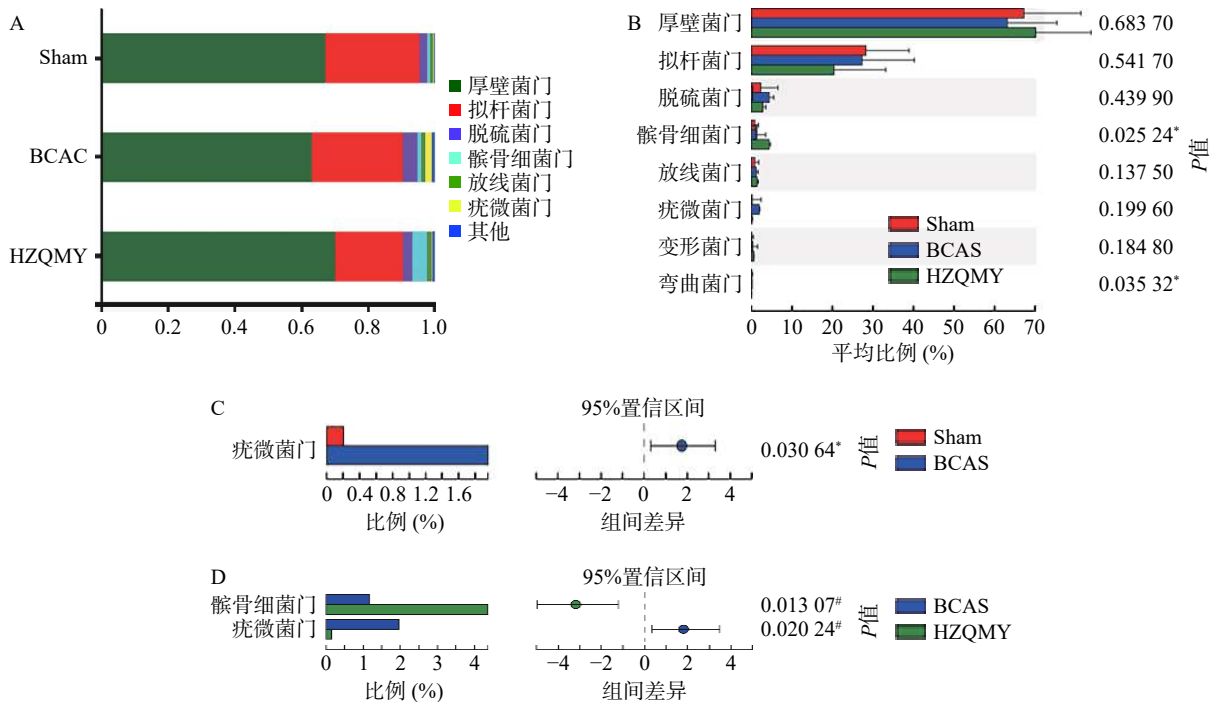 A
Sham
BCAC
HZQMY
0 0.2 0.4 0.6 0.8 1.0
厚壁菌门
拟杆菌门
脱硫菌门
髌骨细菌门
放线菌门
疣微菌门
其他
B
厚壁菌门 0.683 70
拟杆菌门 0.541 70
脱硫菌门 0.439 90
髌骨细菌门 0.025 24*
放线菌门 0.137 50
疣微菌门 0.199 60
变形菌门 0.184 80
弯曲菌门 0.035 32*
P值
Sham
BCAS
HZQMY
0 10 20 30 40 50 60 70
平均比例 (%)
C
95%置信区间
疣微菌门 0.030 64*
P值
Sham
BCAS
0 0.4 0.8 1.2 1.6
比例 (%)
−4 −2 0 2 4
组间差异
D
95%置信区间
髌骨细菌门 0.013 07#
疣微菌门 0.020 24#
P值
BCAS
HZQMY
0 1 2 3 4
比例 (%)
−4 −2 0 2 4
组间差异